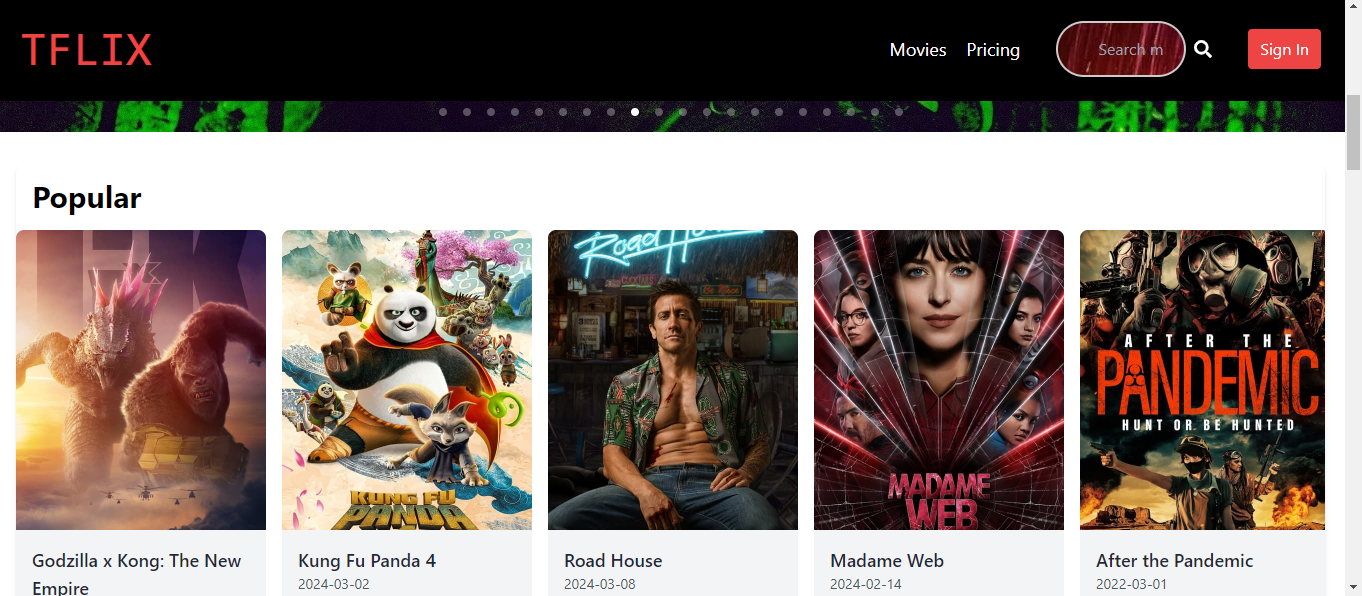 TFLIX
Movies
Pricing
Search m
Sign In
Popular
Road Ho
KUNG FU
PANDA
MADAME
WEB
AFTER THE
PANDEMIC
HUNT OR BE HUNTED
Godzilla x Kong: The New
Empire
Kung Fu Panda 4
2024-03-02
Road House
2024-03-08
Madame Web
2024-02-14
After the Pandemic
2022-03-01